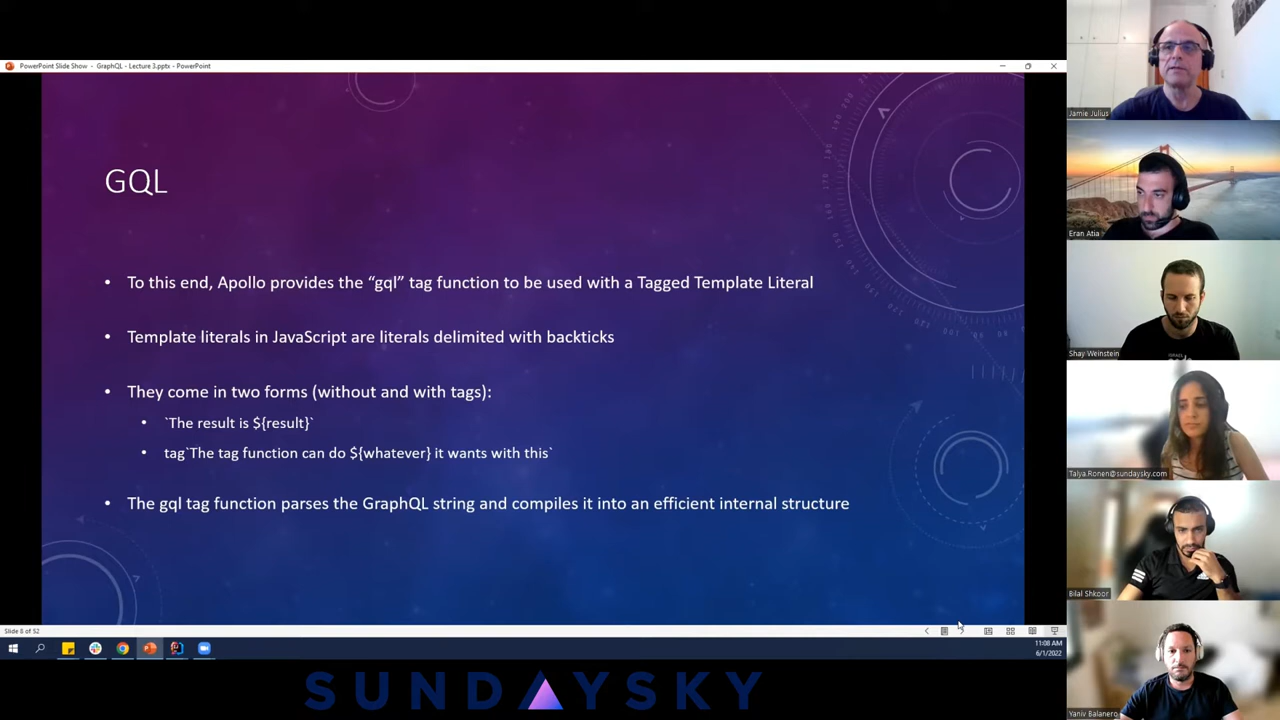 PowerPoint Slide Show - GraphQL - Lecture 3.pptx - PowerPoint
GQL
• To this end, Apollo provides the “gql” tag function to be used with a Tagged Template Literal
• Template literals in JavaScript are literals delimited with backticks
• They come in two forms (without and with tags):
• `The result is ${result}`
• tag`The tag function can do ${whatever} it wants with this`
• The gql tag function parses the GraphQL string and compiles it into an efficient internal structure
Slide 8 of 52
11:08 AM
6/1/2022
SUNDAYSKY
Jamie Julius
Eran Atia
Shay Weinstein
Talya.Ronen@sundaysky.com
Bilal Shkoor
Yaniv Balanero